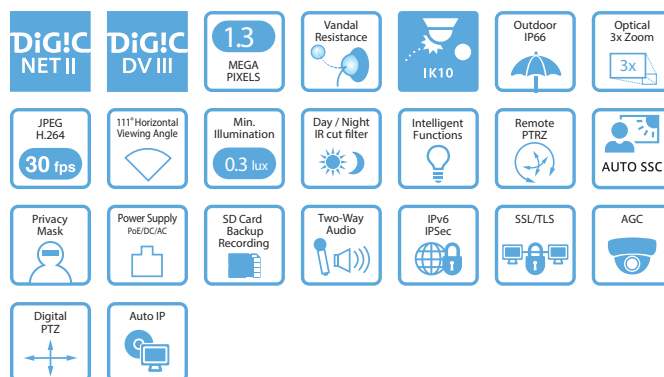 DiG!C
NET II
DiG!C
DV III
1.3
MEGA
PIXELS
Vandal
Resistance
IK10
Outdoor
IP66
Optical
3x Zoom
3x
JPEG
H.264
30 fps
111˚ Horizontal
Viewing Angle
Min.
Illumination
0.3 lux
Day / Night
IR cut filter
Intelligent
Functions
Remote
PTRZ
AUTO SSC
Privacy
Mask
Power Supply
PoE/DC/AC
SD Card
Backup
Recording
Two-Way
Audio
IPv6
IPSec
SSL/TLS
AGC
Digital
PTZ
Auto IP